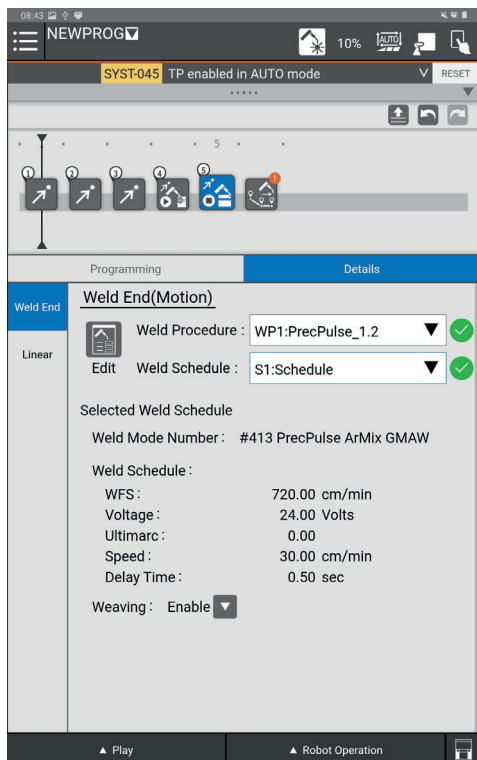 08:43
NEWPROG
10%
AUTO
SYST-045 TP enabled in AUTO mode
RESET
5
1 2 3 4 5 !
Programming Details
Weld End Weld End(Motion)
Weld Procedure : WP1:PrecPulse_1.2
Linear
Edit Weld Schedule : S1:Schedule
Selected Weld Schedule
Weld Mode Number : #413 PrecPulse ArMix GMAW
Weld Schedule :
WFS : 720.00 cm/min
Voltage : 24.00 Volts
Ultimarc : 0.00
Speed : 30.00 cm/min
Delay Time : 0.50 sec
Weaving : Enable
Play Robot Operation